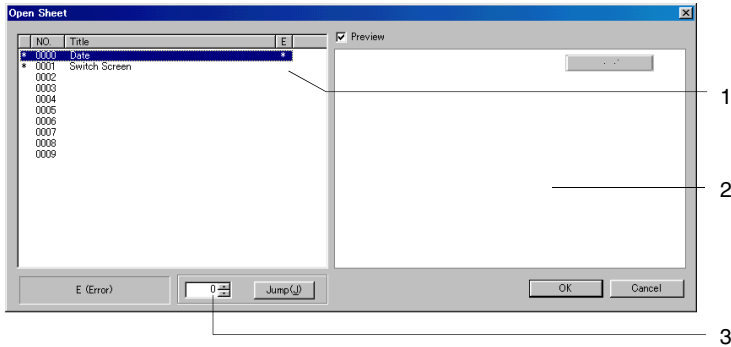 Open Sheet
NO. Title E
Preview
* 0000 Date *
* 0001 Switch Screen
0002
0003
0004
0005
0006
0007
0008
0009
1
2
E (Error)
0
Jump(J)
OK
Cancel
3